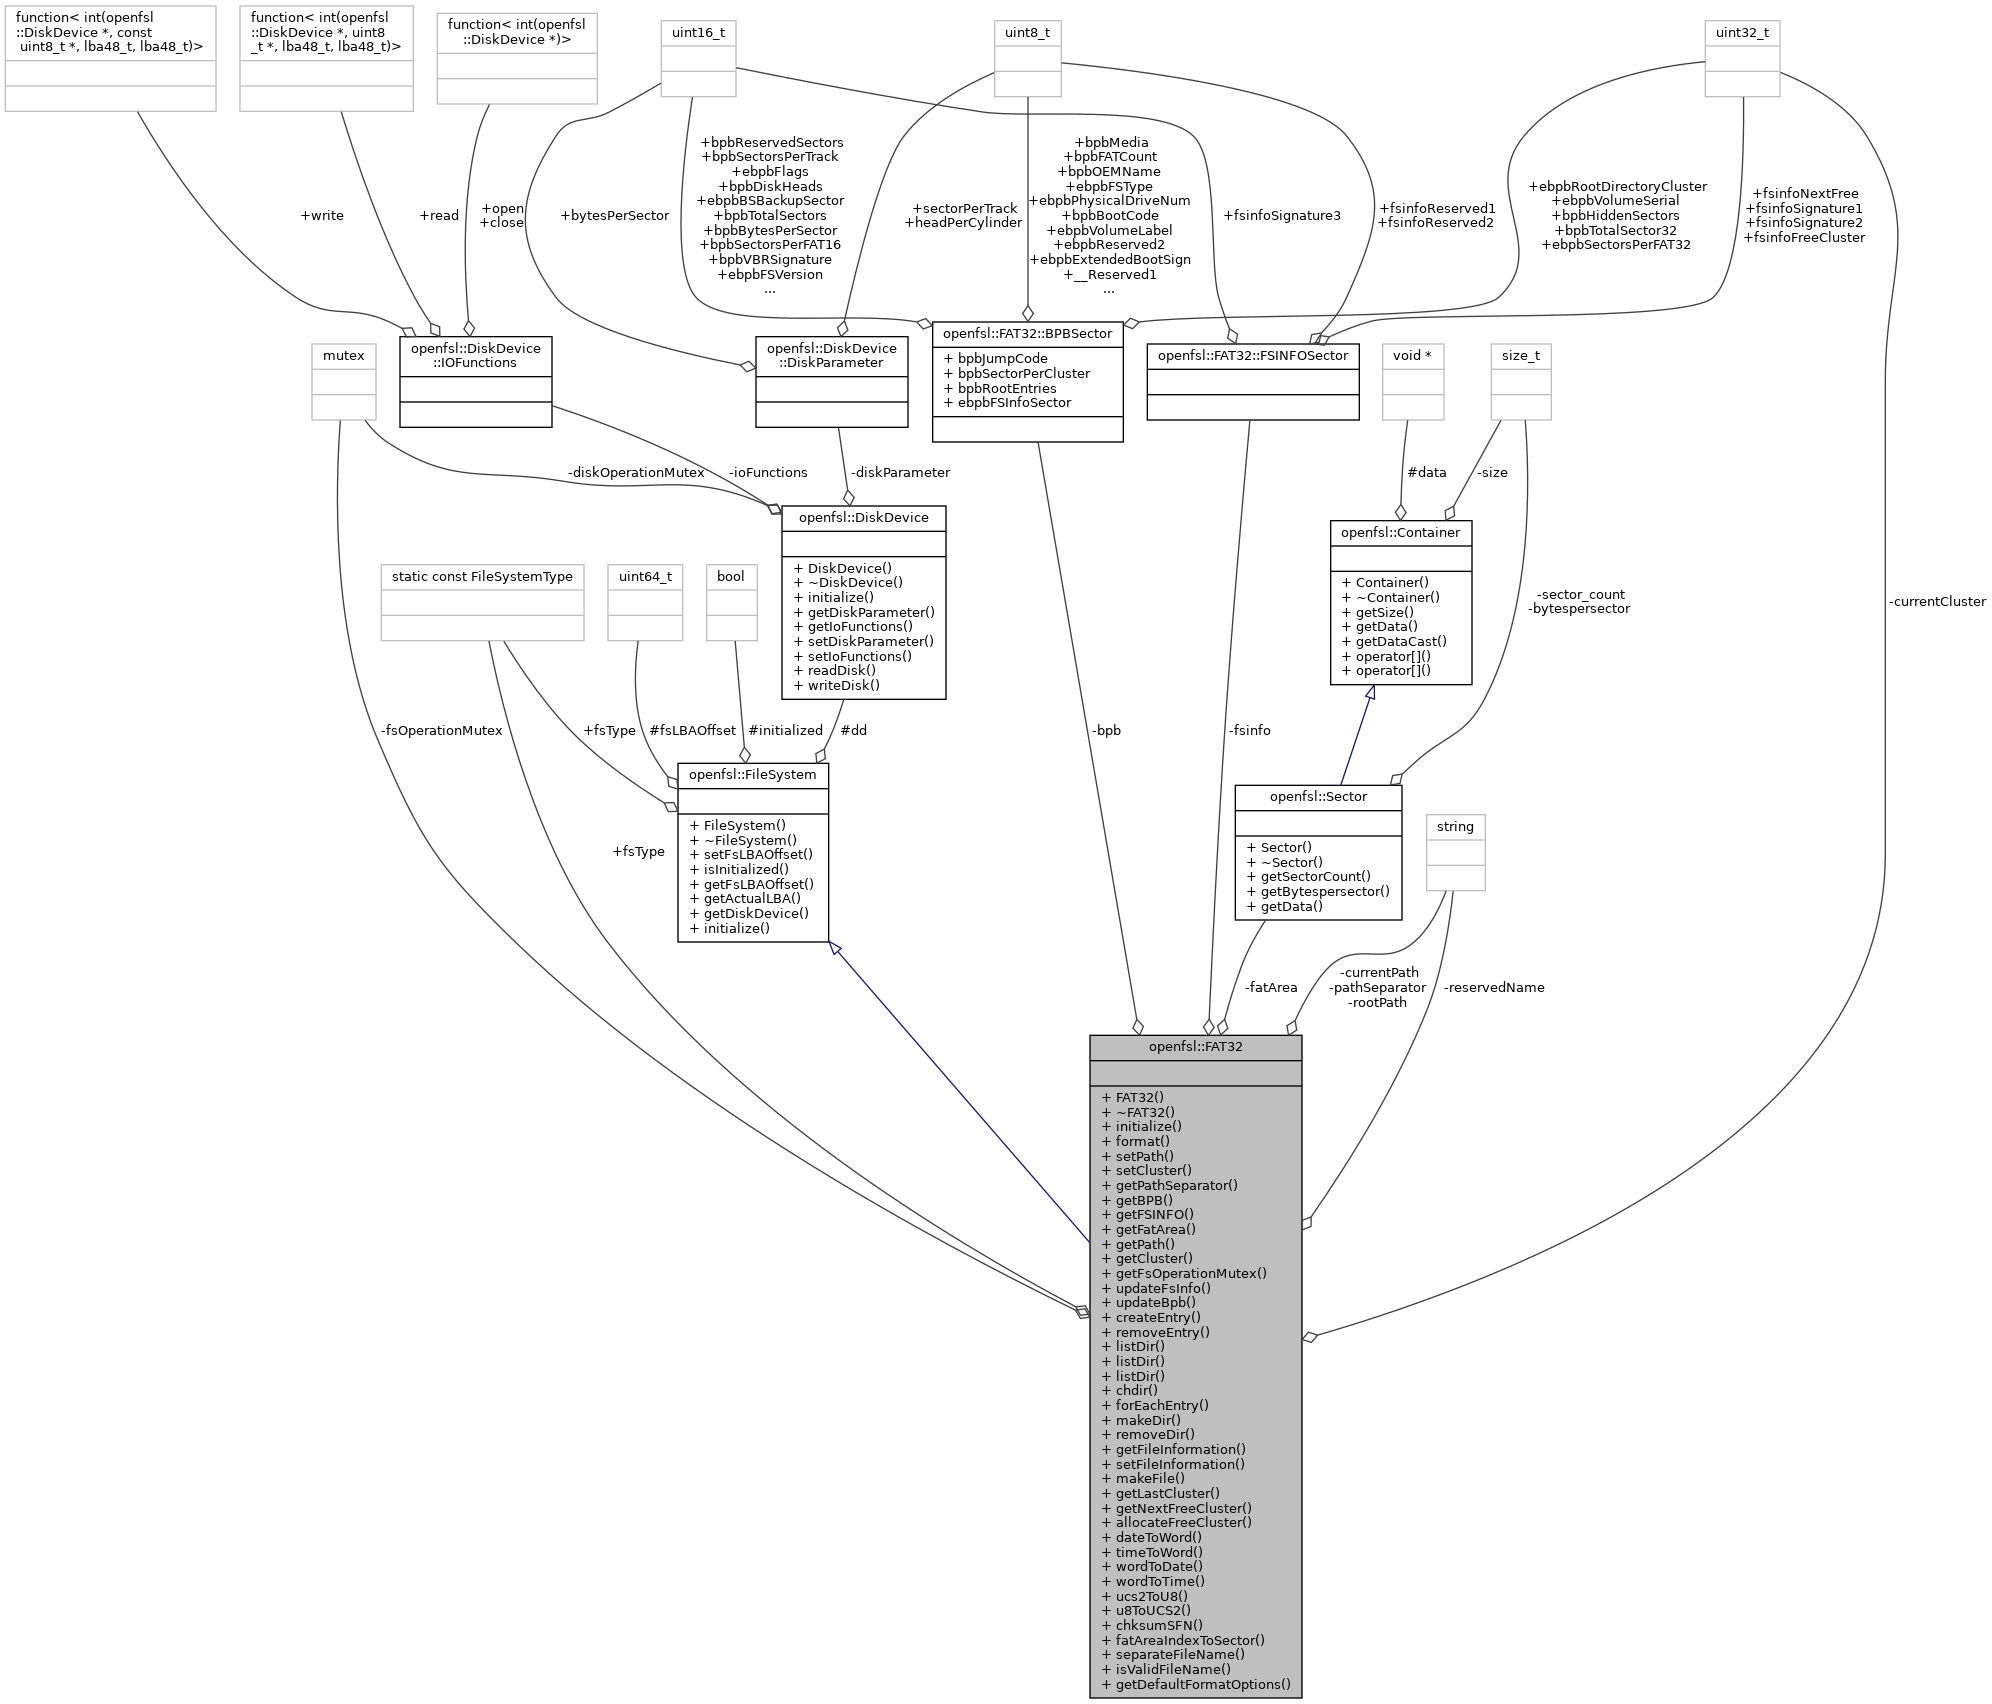 function< int(openfsl
::DiskDevice *, const
uint8_t *, lba48_t, lba48_t)>
function< int(openfsl
::DiskDevice *, uint8
_t *, lba48_t, lba48_t)>
function< int(openfsl
::DiskDevice *)>
uint16_t
uint8_t
uint32_t
+write
+read
+open
+close
+bytesPerSector
+bpbReservedSectors
+bpbSectorsPerTrack
+ebpbFlags
+bpbDiskHeads
+ebpbBSBackupSector
+bpbTotalSectors
+bpbBytesPerSector
+bpbSectorsPerFAT16
+bpbVBRSignature
+ebpbFSVersion
...
+sectorPerTrack
+headPerCylinder
+bpbMedia
+bpbFATCount
+bpbOEMName
+ebpbFSType
+ebpbPhysicalDriveNum
+bpbBootCode
+ebpbVolumeLabel
+ebpbReserved2
+ebpbExtendedBootSign
+__Reserved1
...
+fsinfoSignature3
+fsinfoReserved1
+fsinfoReserved2
+ebpbRootDirectoryCluster
+ebpbVolumeSerial
+bpbHiddenSectors
+bpbTotalSector32
+ebpbSectorsPerFAT32
+fsinfoNextFree
+fsinfoSignature1
+fsinfoSignature2
+fsinfoFreeCluster
mutex
openfsl::DiskDevice
::IOFunctions
openfsl::DiskDevice
::DiskParameter
openfsl::FAT32::BPBSector
+ bpbJumpCode
+ bpbSectorPerCluster
+ bpbRootEntries
+ ebpbFSInfoSector
openfsl::FAT32::FSINFOSector
void *
size_t
-diskOperationMutex
-ioFunctions
-diskParameter
#data
-size
openfsl::DiskDevice
+ DiskDevice()
+ ~DiskDevice()
+ initialize()
+ getDiskParameter()
+ getIoFunctions()
+ setDiskParameter()
+ setIoFunctions()
+ readDisk()
+ writeDisk()
openfsl::Container
+ Container()
+ ~Container()
+ getSize()
+ getData()
+ getDataCast()
+ operator[]()
+ operator[]()
-sector_count
-bytespersector
-currentCluster
static const FileSystemType
uint64_t
bool
-fsOperationMutex
+fsType
#fsLBAOffset
#initialized
#dd
-bpb
-fsinfo
openfsl::FileSystem
+ FileSystem()
+ ~FileSystem()
+ setFsLBAOffset()
+ isInitialized()
+ getFsLBAOffset()
+ getActualLBA()
+ getDiskDevice()
+ initialize()
+fsType
openfsl::Sector
+ Sector()
+ ~Sector()
+ getSectorCount()
+ getBytespersector()
+ getData()
string
-fatArea
-currentPath
-pathSeparator
-rootPath
-reservedName
openfsl::FAT32
+ FAT32()
+ ~FAT32()
+ initialize()
+ format()
+ setPath()
+ setCluster()
+ getPathSeparator()
+ getBPB()
+ getFSINFO()
+ getFatArea()
+ getPath()
+ getCluster()
+ getFsOperationMutex()
+ updateFsInfo()
+ updateBpb()
+ createEntry()
+ removeEntry()
+ listDir()
+ listDir()
+ listDir()
+ chdir()
+ forEachEntry()
+ makeDir()
+ removeDir()
+ getFileInformation()
+ setFileInformation()
+ makeFile()
+ getLastCluster()
+ getNextFreeCluster()
+ allocateFreeCluster()
+ dateToWord()
+ timeToWord()
+ wordToDate()
+ wordToTime()
+ ucs2ToU8()
+ u8ToUCS2()
+ chksumSFN()
+ fatAreaIndexToSector()
+ separateFileName()
+ isValidFileName()
+ getDefaultFormatOptions()